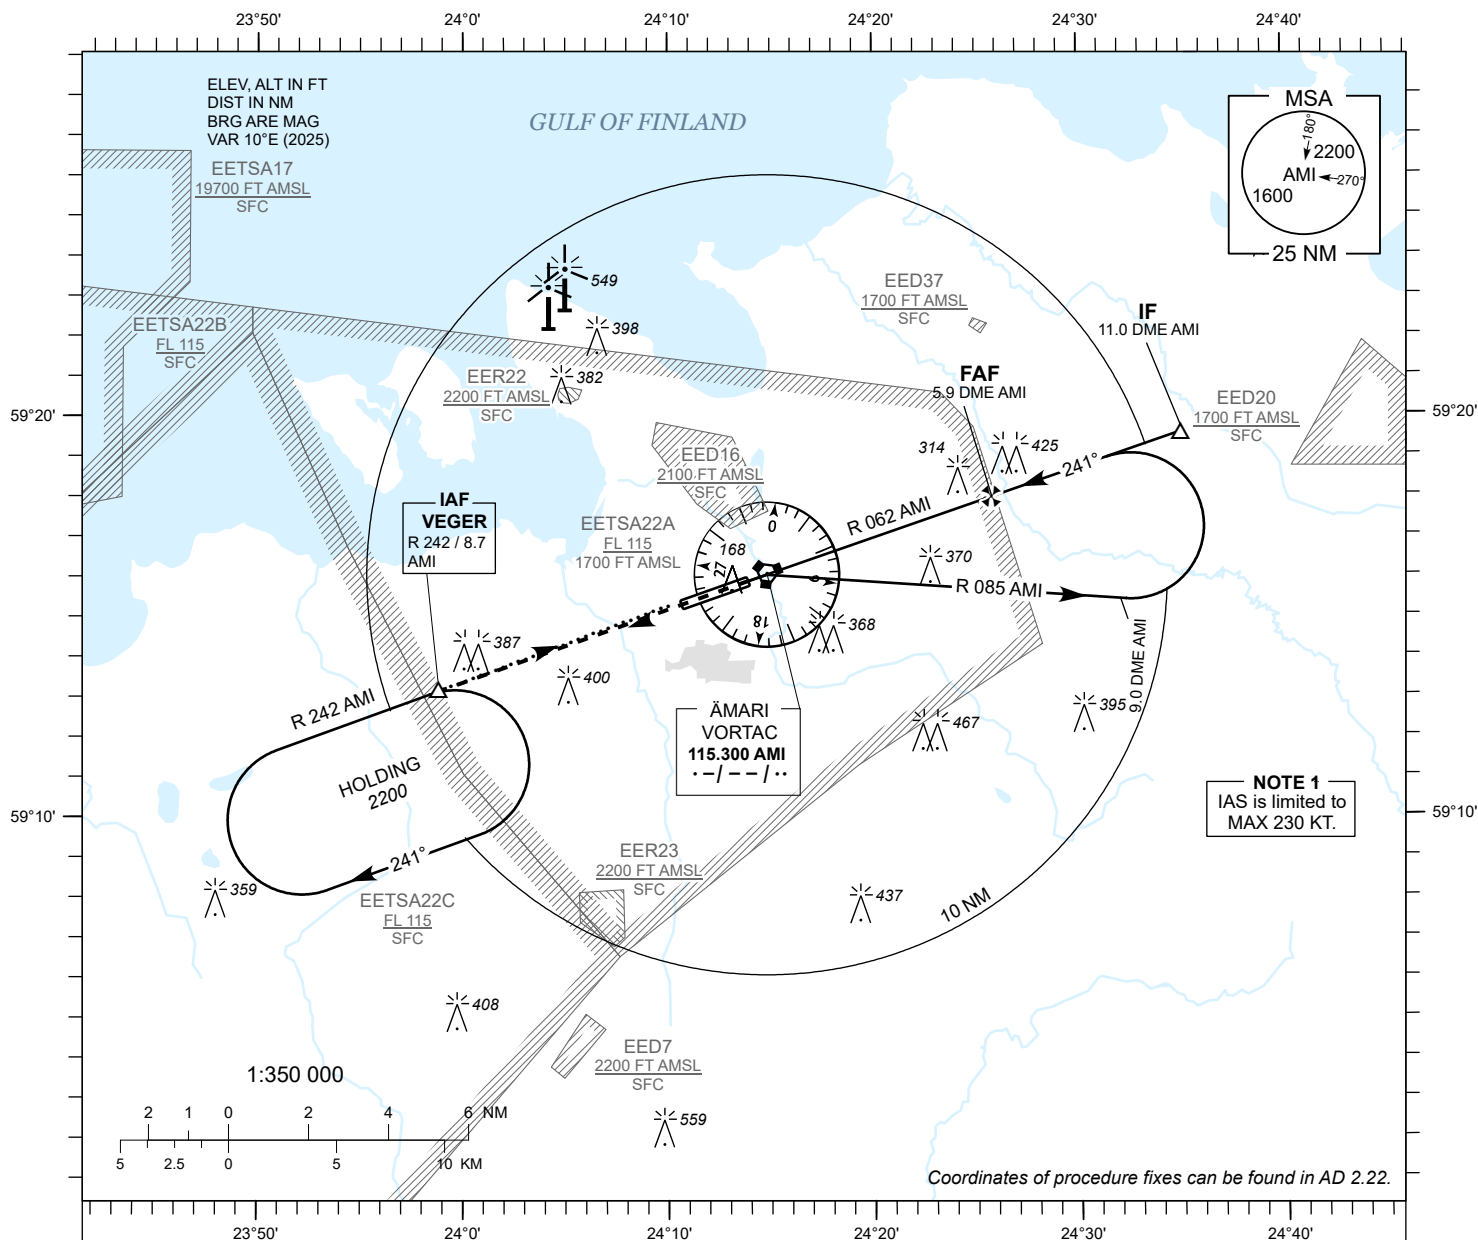 23°50'
24°0'
24°10'
24°20'
24°30'
24°40'
ELEV, ALT IN FT
DIST IN NM
BRG ARE MAG
VAR 10°E (2025)
GULF OF FINLAND
MSA
180°
2200
AMI
270°
1600
25 NM
EETSA17
19700 FT AMSL
SFC
549
EED37
1700 FT AMSL
SFC
IF
11.0 DME AMI
EETSA22B
FL 115
SFC
398
EER22
2200 FT AMSL
SFC
382
FAF
5.9 DME AMI
EED20
1700 FT AMSL
SFC
59°20'
59°20'
314
425
241°
EED16
2100 FT AMSL
SFC
IAF
VEGER
R 242 / 8.7
AMI
EETSA22A
FL 115
1700 FT AMSL
R 062 AMI
0
168
27
9
18
370
R 085 AMI
368
387
400
9.0 DME AMI
395
R 242 AMI
ÄMARI
VORTAC
115.300 AMI
· –/ – – / · ·
467
HOLDING
2200
NOTE 1
IAS is limited to
MAX 230 KT.
59°10'
59°10'
241°
EER23
2200 FT AMSL
SFC
359
EETSA22C
FL 115
SFC
437
10 NM
408
EED7
2200 FT AMSL
SFC
1:350 000
2 1 0 2 4 6 NM
5 2.5 0 5 10 KM
559
Coordinates of procedure fixes can be found in AD 2.22.
23°50'
24°0'
24°10'
24°20'
24°30'
24°40'